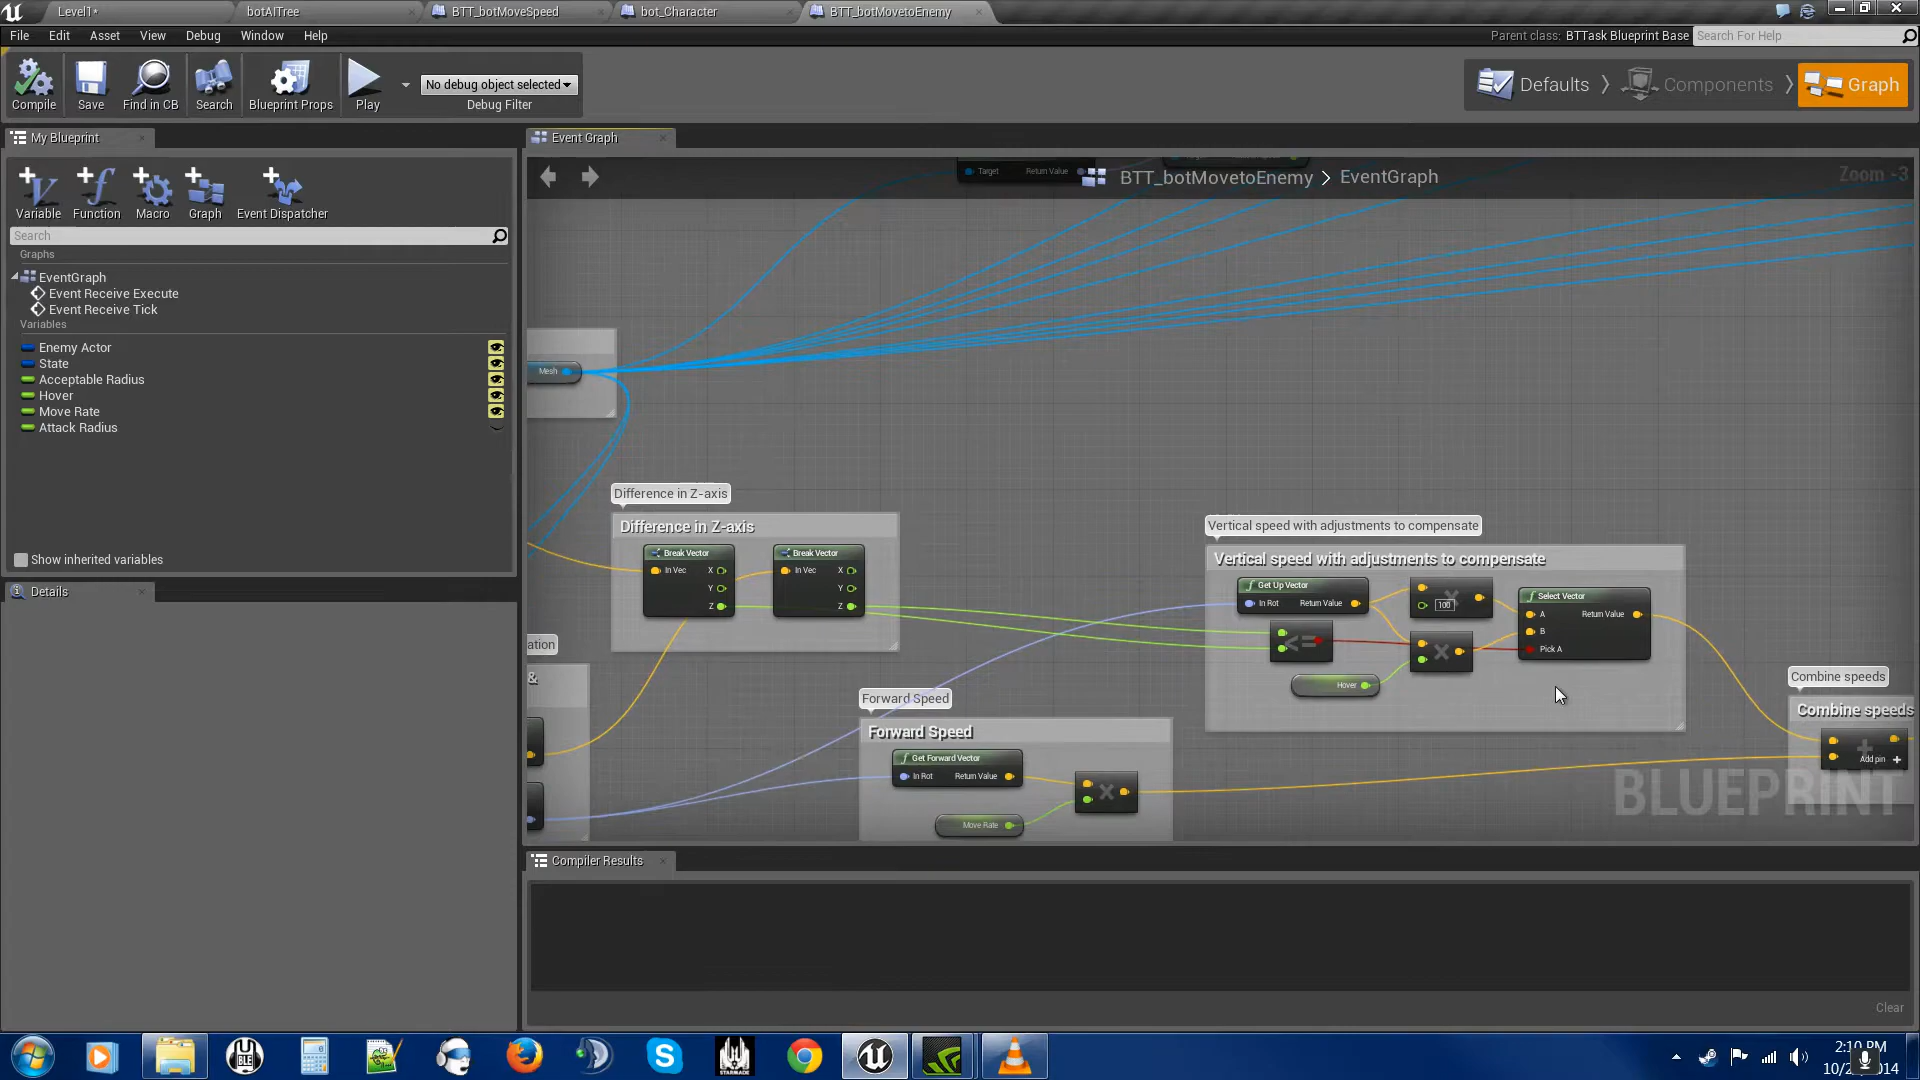 Level1*
botAITree
BTT_botMoveSpeed
bot_Character
BTT_botMovetoEnemy
File Edit Asset View Debug Window Help
Parent class: BTTask Blueprint Base
Search For Help
Compile
Save
Find in CB
Search
Blueprint Props
Play
No debug object selected
Debug Filter
Defaults
Components
Graph
My Blueprint
Event Graph
Variable
Function
Macro
Graph
Event Dispatcher
Search
Graphs
EventGraph
Event Receive Execute
Event Receive Tick
Variables
Enemy Actor
State
Acceptable Radius
Hover
Move Rate
Attack Radius
Show inherited variables
Details
Target Return Value
BTT_botMovetoEnemy > EventGraph
Zoom -3
Mesh
Difference in Z-axis
Difference in Z-axis
Break Vector
In Vec X
Y
Z
Break Vector
In Vec X
Y
Z
ation
&
Vertical speed with adjustments to compensate
Vertical speed with adjustments to compensate
Get Up Vector
In Rot Return Value
100
<=
Hover
Select Vector
A Return Value
B
Pick A
Forward Speed
Forward Speed
Get Forward Vector
In Rot Return Value
Move Rate
Combine speeds
Combine speeds
Add pin +
BLUEPRINT
Compiler Results
Clear
STARMADE
2:10 PM